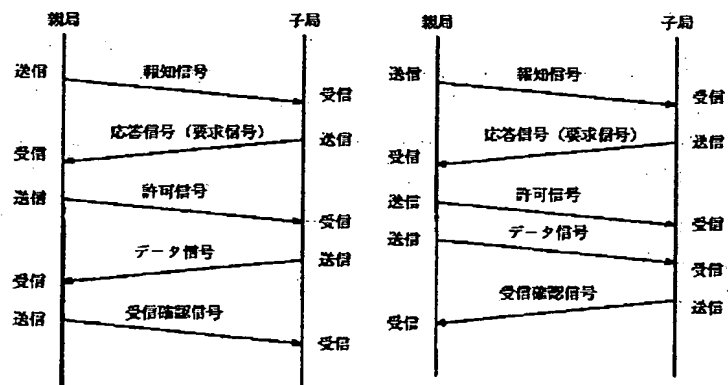 親局
子局
送信
報知信号
受信
応答信号（要求信号）
送信
受信
送信
許可信号
受信
データ信号
送信
受信
送信
受信確認信号
受信
親局
子局
送信
報知信号
受信
応答信号（要求信号）
送信
受信
送信
許可信号
受信
送信
データ信号
受信
受信確認信号
送信
受信